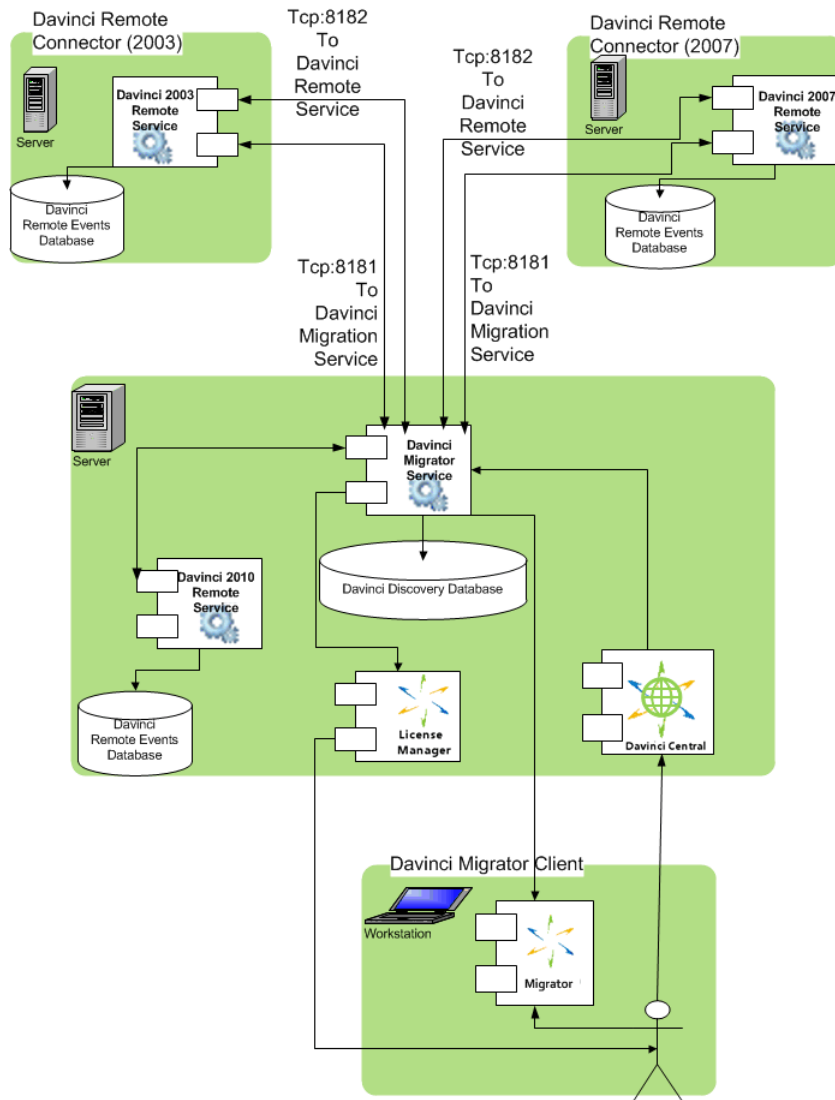 Davinci Remote
Connector (2003)
Server
Davinci 2003
Remote
Service
Davinci
Remote Events
Database
Tcp:8182
To
Davinci
Remote
Service
Tcp:8182
To
Davinci
Remote
Service
Davinci Remote
Connector (2007)
Server
Davinci 2007
Remote
Service
Davinci
Remote Events
Database
Tcp:8181
To
Davinci
Migration
Service
Tcp:8181
To
Davinci
Migration
Service
Server
Davinci
Migrator
Service
Davinci Discovery Database
Davinci 2010
Remote
Service
Davinci
Remote Events
Database
License
Manager
Davinci Central
Davinci Migrator Client
Workstation
Migrator